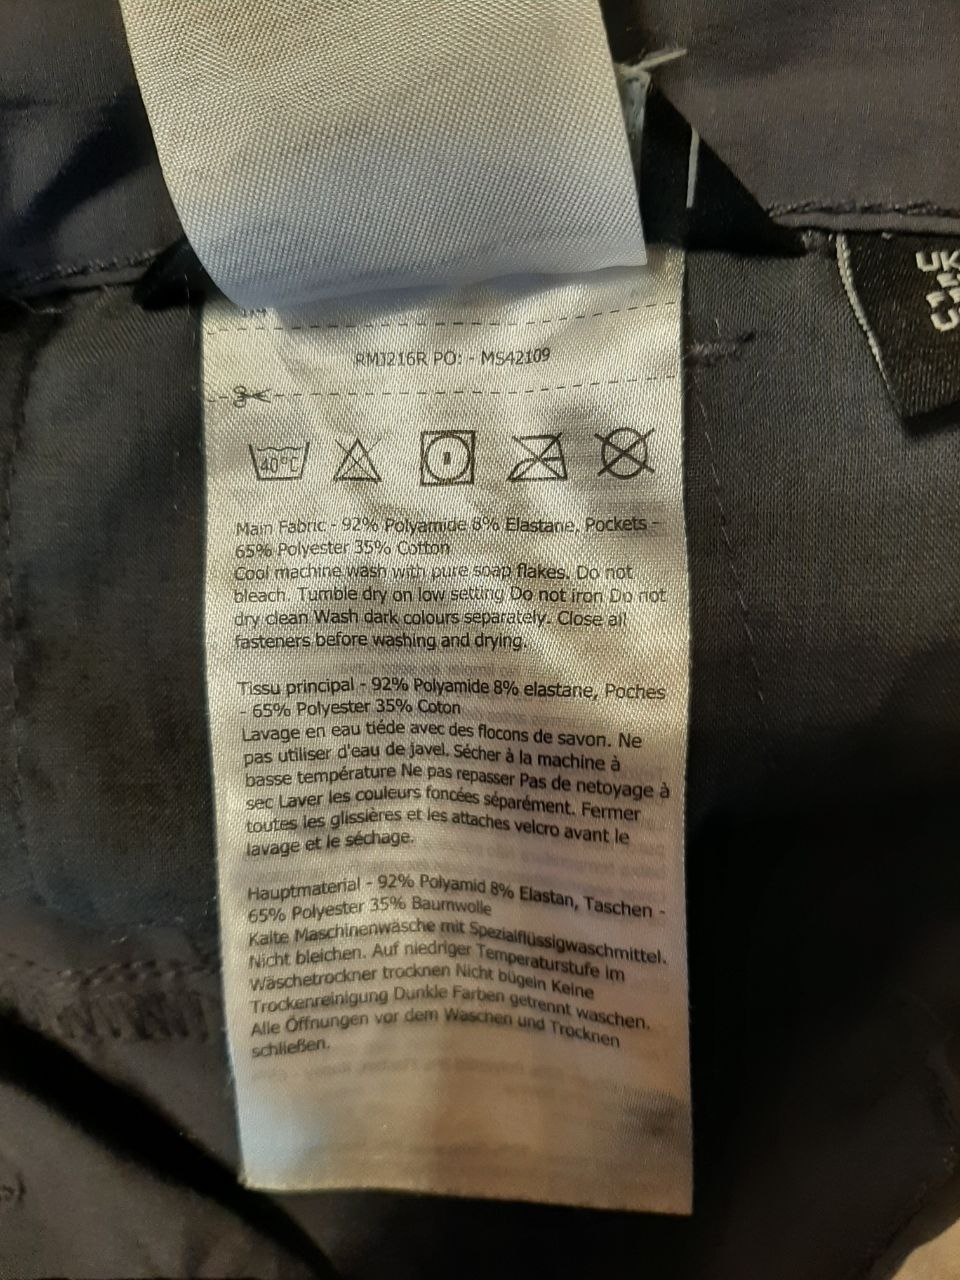 RMJ216R PO: - MS42109
40°C
Main Fabric - 92% Polyamide 8% Elastane, Pockets -
65% Polyester 35% Cotton
Cool machine wash with pure soap flakes. Do not
bleach. Tumble dry on low setting Do not iron Do not
dry clean Wash dark colours separately. Close all
fasteners before washing and drying.
Tissu principal - 92% Polyamide 8% elastane, Poches
- 65% Polyester 35% Coton
Lavage en eau tiéde avec des flocons de savon. Ne
pas utiliser d'eau de javel. Sécher à la machine à
basse température Ne pas repasser Pas de netoyage à
sec Laver les couleurs foncées séparément. Fermer
toutes les glissières et les attaches velcro avant le
lavage et le séchage.
Hauptmaterial - 92% Polyamid 8% Elastan, Taschen -
65% Polyester 35% Baumwolle
Kalte Maschinenwäsche mit Spezialflüssigwaschmittel.
Nicht bleichen. Auf niedriger Temperaturstufe im
Wäschetrockner trocknen Nicht bügeln Keine
Trockenreinigung Dunkle Farben getrennt waschen.
Alle Öffnungen vor dem Waschen und Trocknen
schließen.
UK